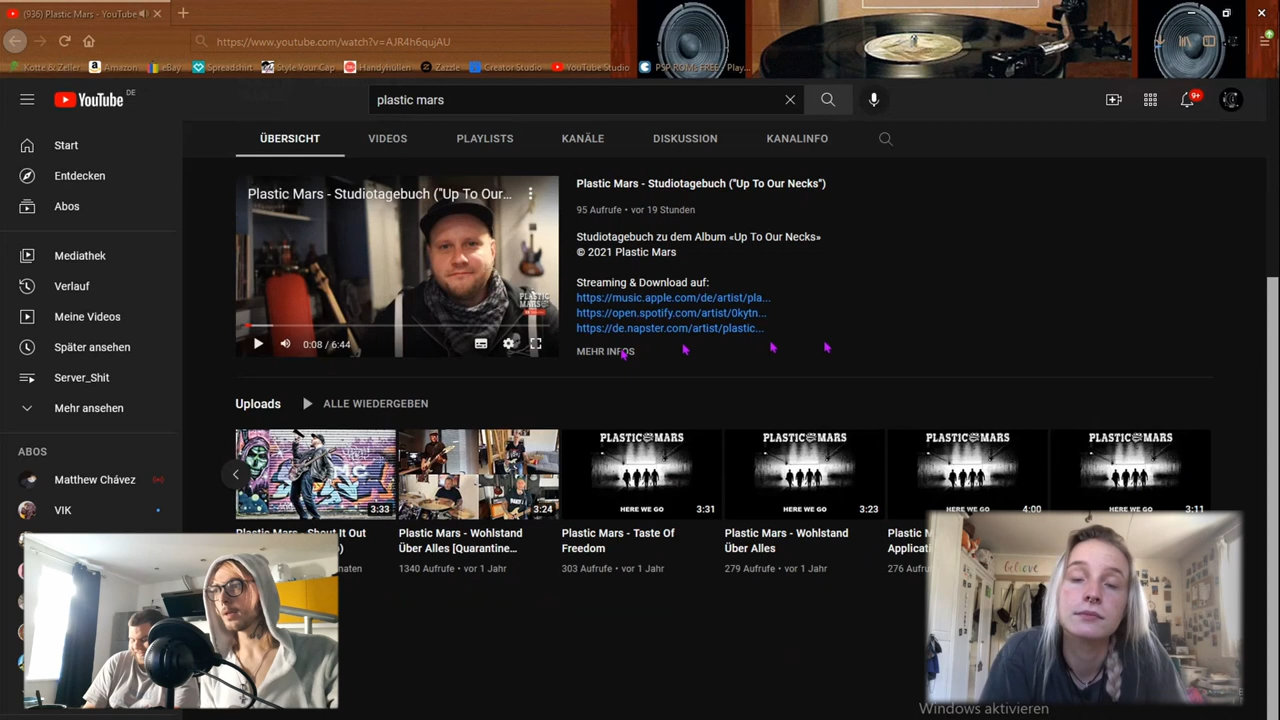 (936) Plastic Mars - YouTube
https://www.youtube.com/watch?v=AJR4h6qujAU
Kotte & Zeller
Amazon
eBay
Spreadshirt
Style Your Cap
Handyhüllen
Zazzle
Creator Studio
YouTube Studio
PSP ROMs FREE - Play...
YouTube DE
plastic mars
9+
ÜBERSICHT
VIDEOS
PLAYLISTS
KANÄLE
DISKUSSION
KANALINFO
Start
Entdecken
Abos
Mediathek
Verlauf
Meine Videos
Später ansehen
Server_Shit
Mehr ansehen
ABOS
Matthew Chávez
VIK
Plastic Mars - Studiotagebuch ("Up To Our...
PLASTIC MARS
0:08 / 6:44
Plastic Mars - Studiotagebuch ("Up To Our Necks")
95 Aufrufe • vor 19 Stunden
Studiotagebuch zu dem Album «Up To Our Necks»
© 2021 Plastic Mars
Streaming & Download auf:
https://music.apple.com/de/artist/pla...
https://open.spotify.com/artist/0kytn...
https://de.napster.com/artist/plastic...
MEHR INFOS
Uploads
ALLE WIEDERGEBEN
3:33
Plastic Mars - Shout It Out
3:24
Plastic Mars - Wohlstand
Über Alles [Quarantine...
1340 Aufrufe • vor 1 Jahr
PLASTIC MARS
HERE WE GO
3:31
Plastic Mars - Taste Of
Freedom
303 Aufrufe • vor 1 Jahr
PLASTIC MARS
HERE WE GO
3:23
Plastic Mars - Wohlstand
Über Alles
279 Aufrufe • vor 1 Jahr
PLASTIC MARS
HERE WE GO
4:00
Plastic M
Applicati
276 Auf
PLASTIC MARS
HERE WE GO
3:11
believe
Windows aktivieren